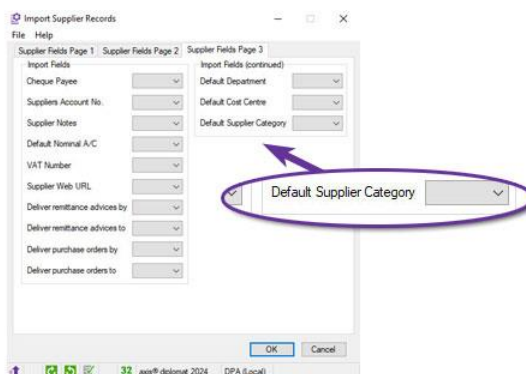 Import Supplier Records
File Help
Supplier Fields Page 1 Supplier Fields Page 2 Supplier Fields Page 3
Import Fields
Cheque Payee
Suppliers Account No.
Supplier Notes
Default Nominal A/C
VAT Number
Supplier Web URL
Deliver remittance advices by
Deliver remittance advices to
Deliver purchase orders by
Deliver purchase orders to
Import Fields (continued)
Default Department
Default Cost Centre
Default Supplier Category
Default Supplier Category
OK Cancel
32 axis® diplomat 2024 DPA (Local)